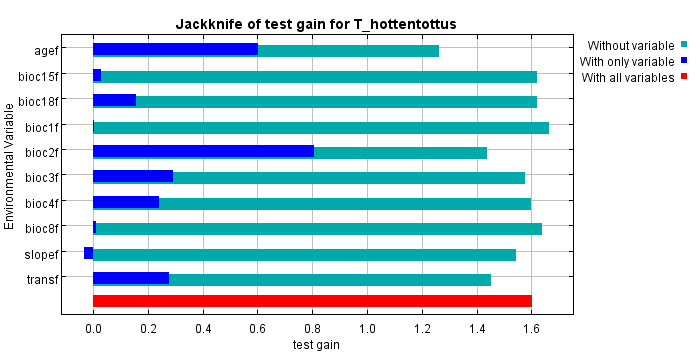 Jackknife of test gain for T_hottentottus
Environmental Variable
agef
bioc15f
bioc18f
bioc1f
bioc2f
bioc3f
bioc4f
bioc8f
slopef
transf
0.0 0.2 0.4 0.6 0.8 1.0 1.2 1.4 1.6
test gain
Without variable
With only variable
With all variables